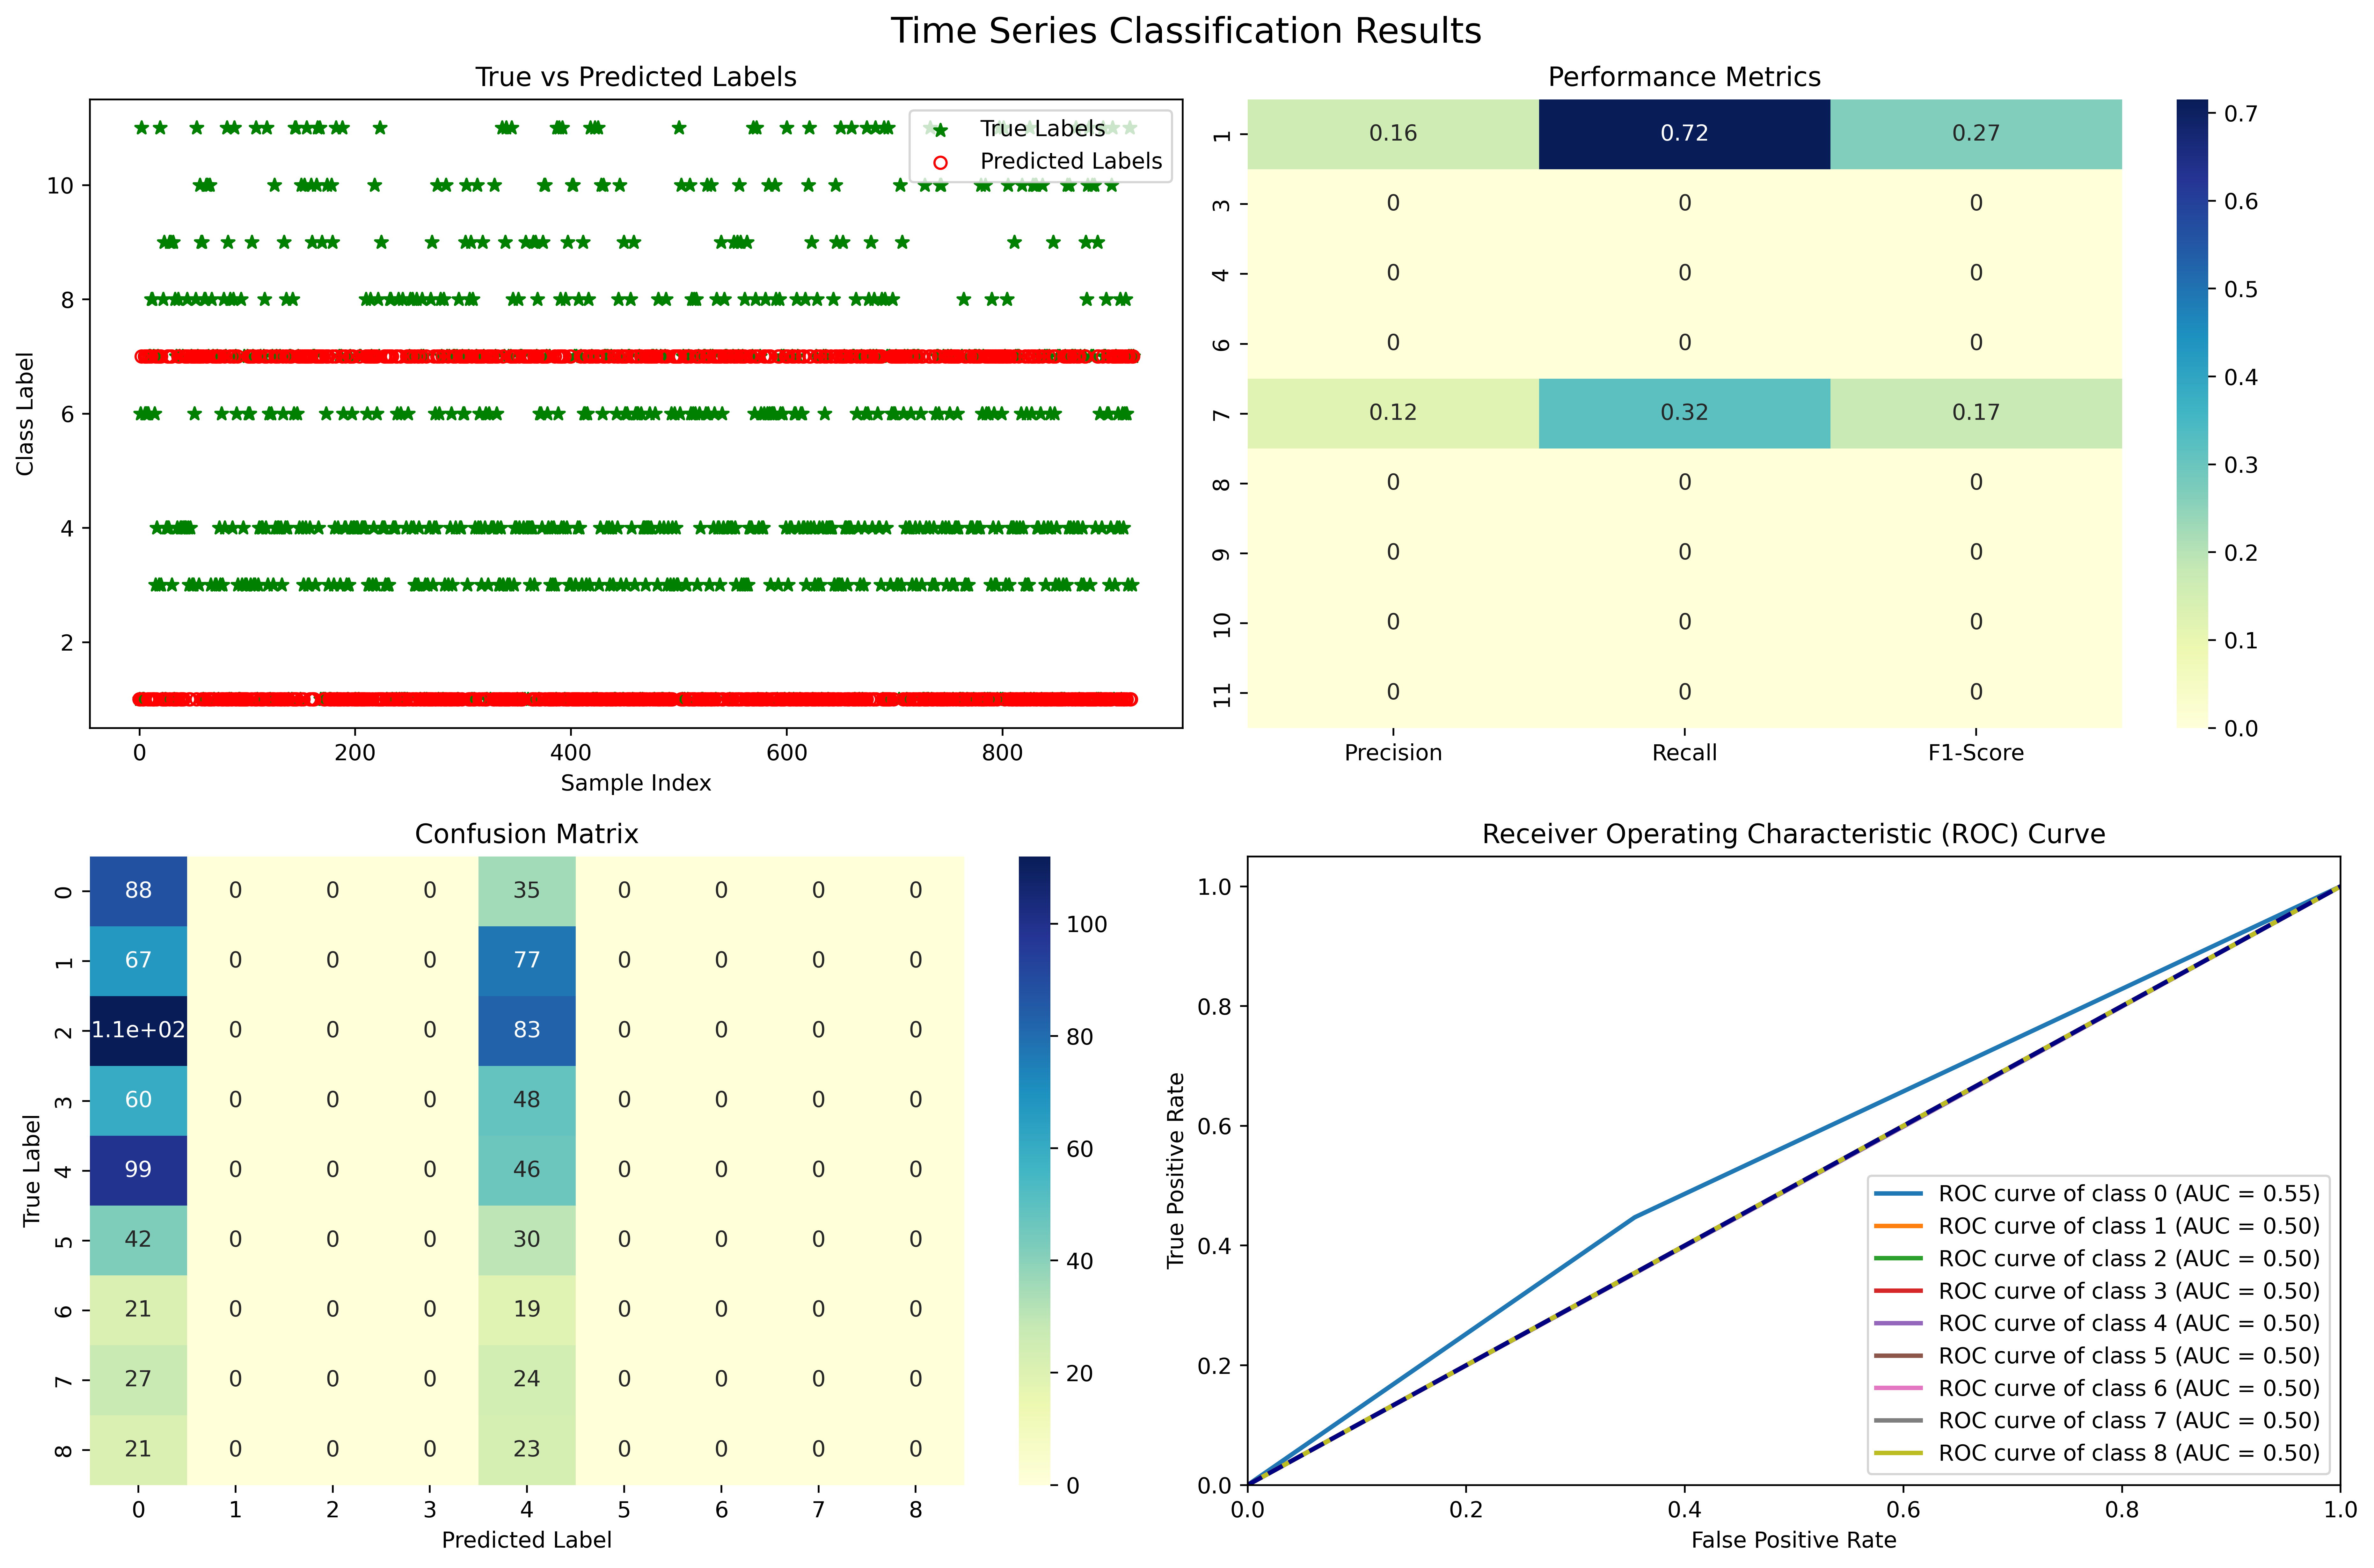 Time Series Classification Results
True vs Predicted Labels
Class Label
10
8
6
4
2
True Labels
Predicted Labels
0 200 400 600 800
Sample Index
Performance Metrics
1 0.16 0.72 0.27
3 0 0 0
4 0 0 0
6 0 0 0
7 0.12 0.32 0.17
8 0 0 0
9 0 0 0
10 0 0 0
11 0 0 0
Precision Recall F1-Score
0.7
0.6
0.5
0.4
0.3
0.2
0.1
0.0
Confusion Matrix
True Label
0 88 0 0 0 35 0 0 0 0
1 67 0 0 0 77 0 0 0 0
2 1.1e+02 0 0 0 83 0 0 0 0
3 60 0 0 0 48 0 0 0 0
4 99 0 0 0 46 0 0 0 0
5 42 0 0 0 30 0 0 0 0
6 21 0 0 0 19 0 0 0 0
7 27 0 0 0 24 0 0 0 0
8 21 0 0 0 23 0 0 0 0
0 1 2 3 4 5 6 7 8
Predicted Label
100
80
60
40
20
0
Receiver Operating Characteristic (ROC) Curve
True Positive Rate
1.0
0.8
0.6
0.4
0.2
0.0
ROC curve of class 0 (AUC = 0.55)
ROC curve of class 1 (AUC = 0.50)
ROC curve of class 2 (AUC = 0.50)
ROC curve of class 3 (AUC = 0.50)
ROC curve of class 4 (AUC = 0.50)
ROC curve of class 5 (AUC = 0.50)
ROC curve of class 6 (AUC = 0.50)
ROC curve of class 7 (AUC = 0.50)
ROC curve of class 8 (AUC = 0.50)
0.0 0.2 0.4 0.6 0.8 1.0
False Positive Rate